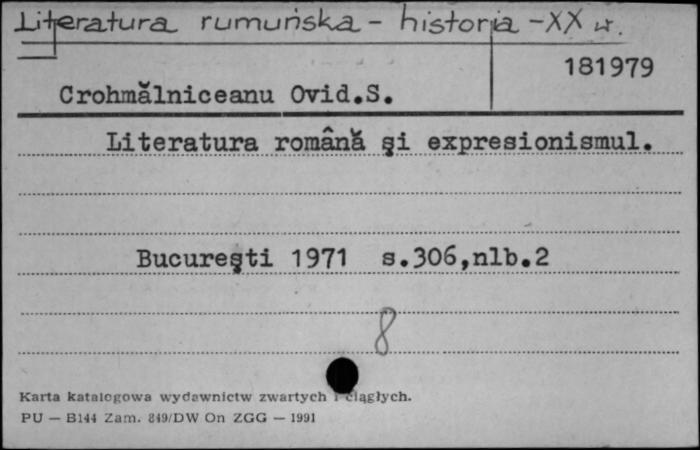 Literatura rumuńska - historja - XX w.
181979
Crohmălniceanu Ovid.S.
Literatura română şi expresionismul.
Bucureşti 1971 s.306,nlb.2
8
Karta katalogowa wydawnictw zwartych i ciągłych.
PU — B144 Zam. 849/DW On ZGG — 1991